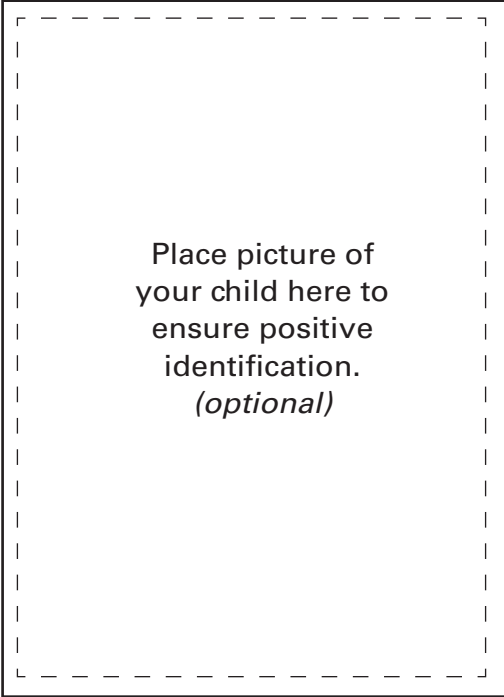 Place picture of
your child here to
ensure positive
identification.
(optional)